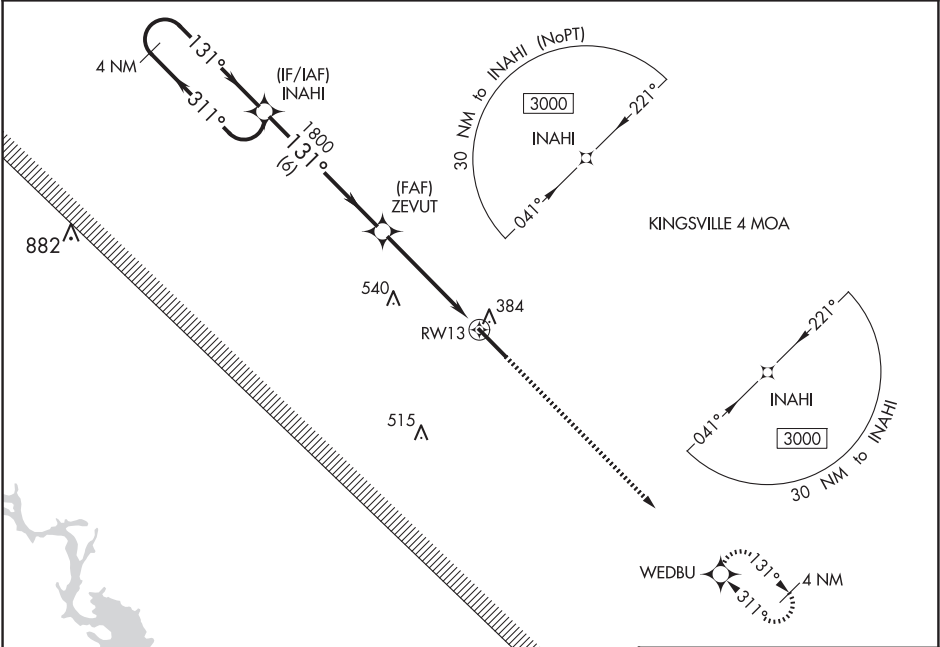 131°
4 NM
311°
(IF/IAF)
INAHI
1800
131°
(6)
(FAF)
ZEVUT
30 NM to INAHI (NoPT)
3000
INAHI
221°
041°
KINGSVILLE 4 MOA
882
540
384
RW13
515
221°
INAHI
041°
3000
30 NM to INAHI
WEDBU
131°
4 NM
311°